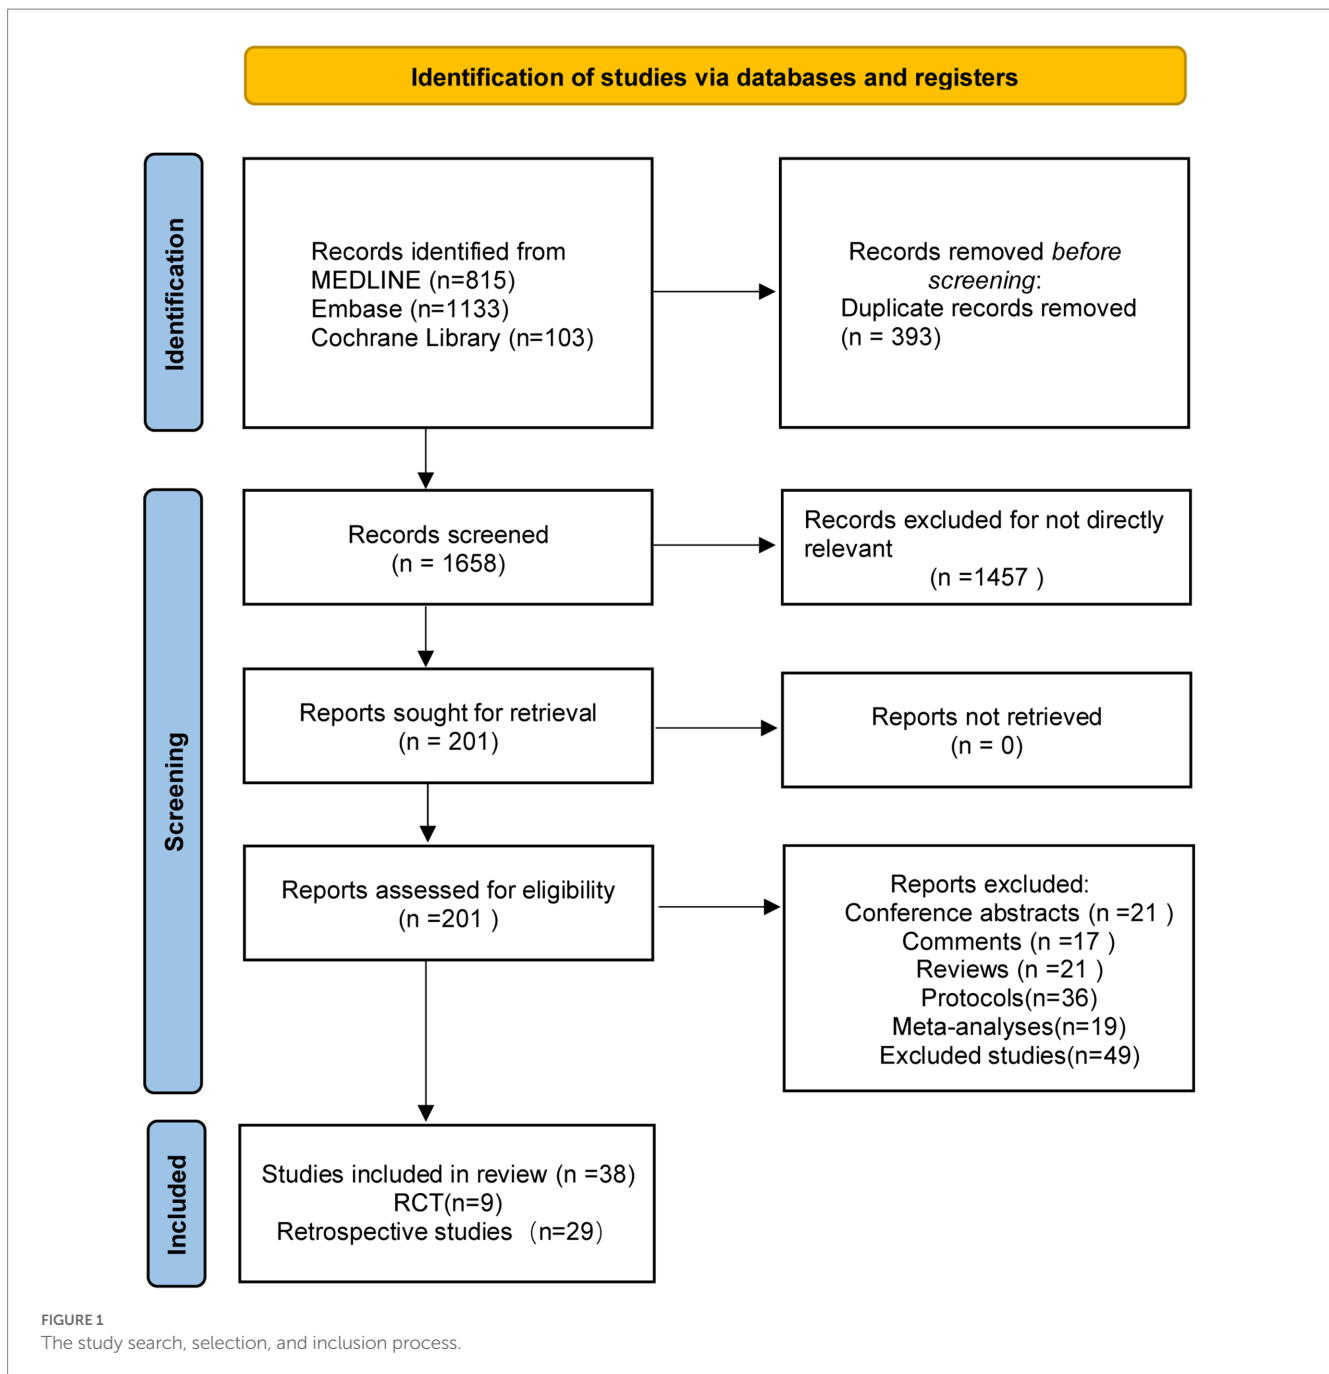 Identification of studies via databases and registers
Identification
Records identified from
MEDLINE (n=815)
Embase (n=1133)
Cochrane Library (n=103)
Records removed before
screening:
Duplicate records removed
(n = 393)
Screening
Records screened
(n = 1658)
Records excluded for not directly
relevant
(n =1457 )
Reports sought for retrieval
(n = 201)
Reports not retrieved
(n = 0)
Reports assessed for eligibility
(n =201 )
Reports excluded:
Conference abstracts (n =21 )
Comments (n =17 )
Reviews (n =21 )
Protocols(n=36)
Meta-analyses(n=19)
Excluded studies(n=49)
Included
Studies included in review (n =38)
RCT(n=9)
Retrospective studies（n=29）
FIGURE 1
The study search, selection, and inclusion process.